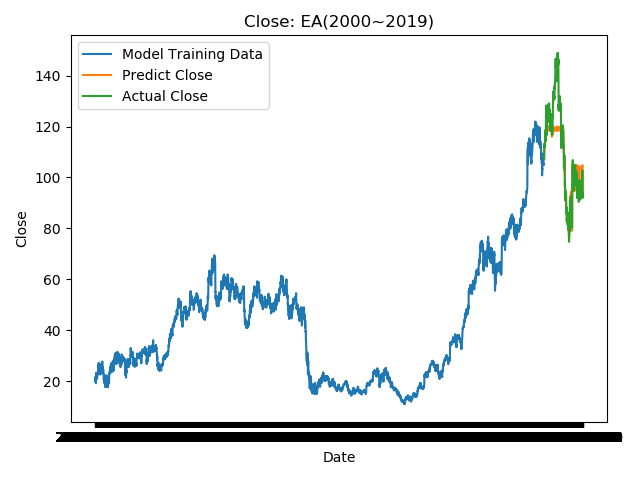 Close: EA(2000~2019)
Model Training Data
Predict Close
Actual Close
140
120
100
80
60
40
20
Close
Date